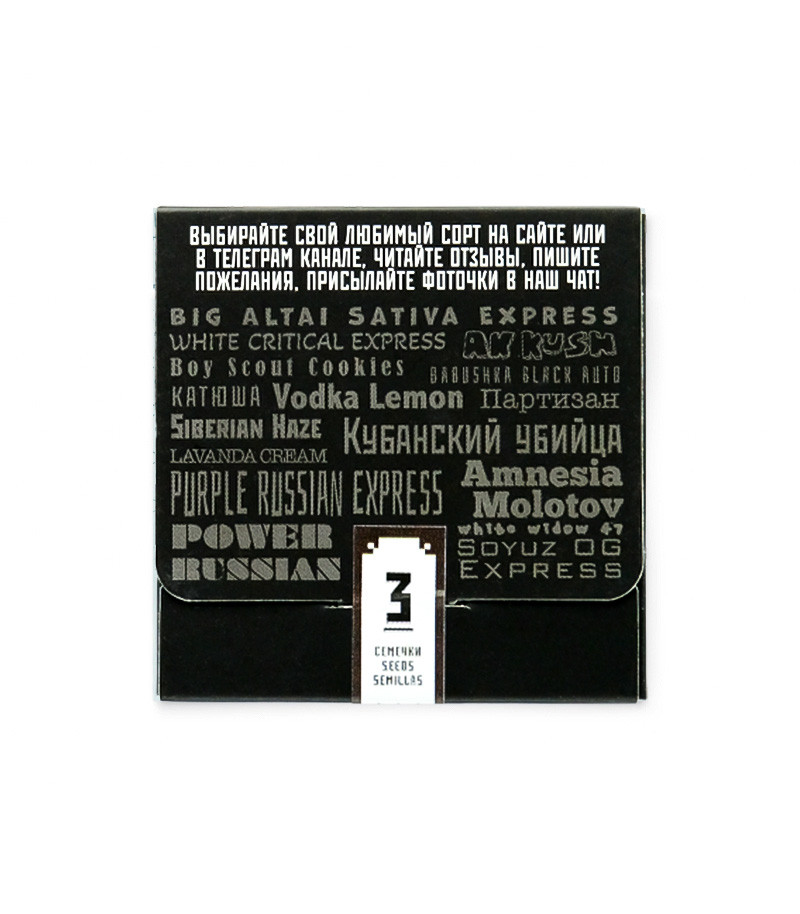 ВЫБИРАЙТЕ СВОЙ ЛЮБИМЫЙ СОРТ НА САЙТЕ ИЛИ
В ТЕЛЕГРАМ КАНАЛЕ, ЧИТАЙТЕ ОТЗЫВЫ, ПИШИТЕ
ПОЖЕЛАНИЯ, ПРИСЫЛАЙТЕ ФОТОЧКИ В НАШ ЧАТ!
BIG ALTAI SATIVA EXPRESS
WHITE CRITICAL EXPRESS
AK KUSH
Boy Scout Cookies
BABUSHKA BLACK AUTO
КАТЮША
Vodka Lemon
Партизан
SIBERIAN HAZE
КУБАНСКИЙ УБИЙЦА
LAVANDA CREAM
Amnesia
Molotov
PURPLE RUSSIAN EXPRESS
white widow 47
POWER
RUSSIAN
SOYUZ OG
EXPRESS
3
СЕМЕЧКИ
SEEDS
SEMILLAS